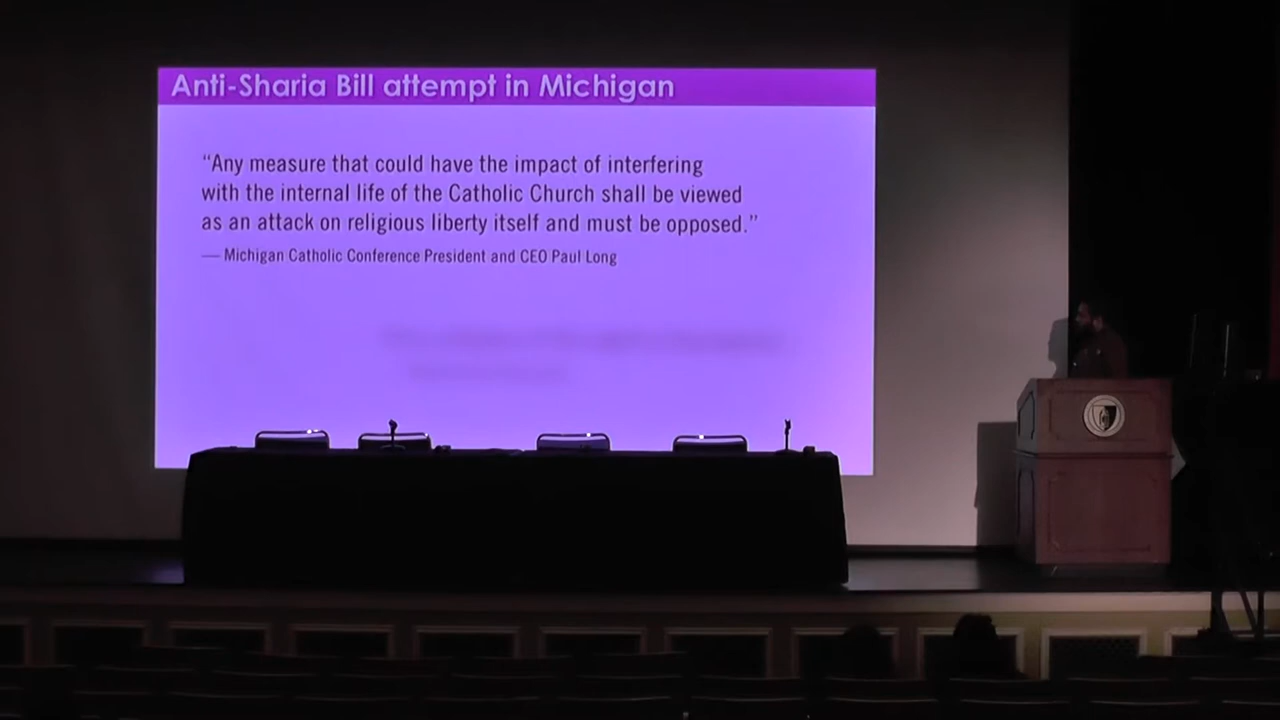 Anti-Sharia Bill attempt in Michigan
“Any measure that could have the impact of interfering
with the internal life of the Catholic Church shall be viewed
as an attack on religious liberty itself and must be opposed.”
— Michigan Catholic Conference President and CEO Paul Long